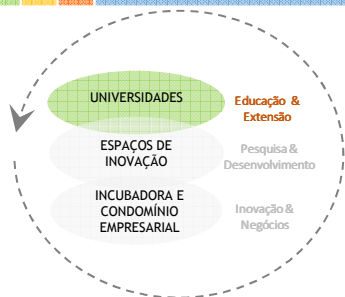 UNIVERSIDADES
Educação &
Extensão
ESPAÇOS DE
INOVAÇÃO
Pesquisa &
Desenvolvimento
INCUBADORA E
CONDOMÍNIO
EMPRESARIAL
Inovação &
Negócios